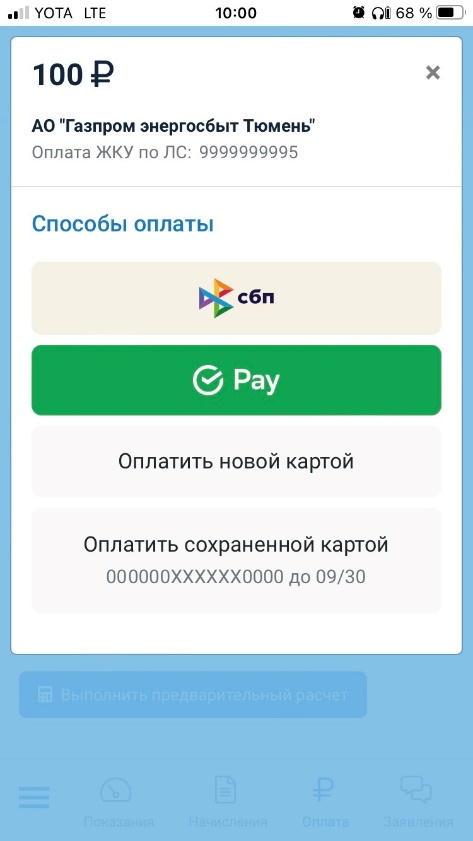 YOTA LTE 10:00 68 %
100 ₽
×
АО "Газпром энергосбыт Тюмень"
Оплата ЖКУ по ЛС: 9999999995
Способы оплаты
сбп
Pay
Оплатить новой картой
Оплатить сохраненной картой
000000XXXXXX0000 до 09/30
Выполнить предварительный расчет
Показания Начисления Оплата Заявления